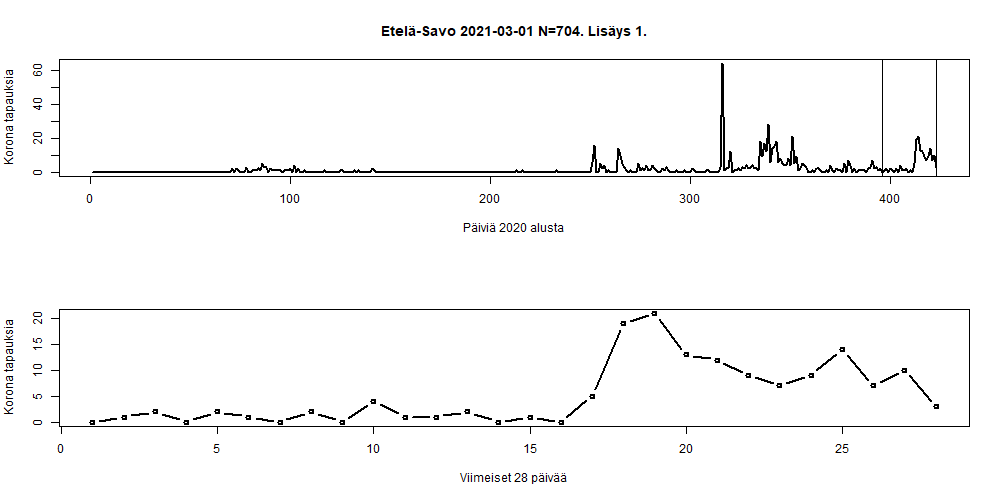 Etelä-Savo 2021-03-01 N=704. Lisäys 1.
Korona tapauksia
60
40
20
0
0 100 200 300 400
Päiviä 2020 alusta
Korona tapauksia
20
15
10
5
0
0 5 10 15 20 25
Viimeiset 28 päivää